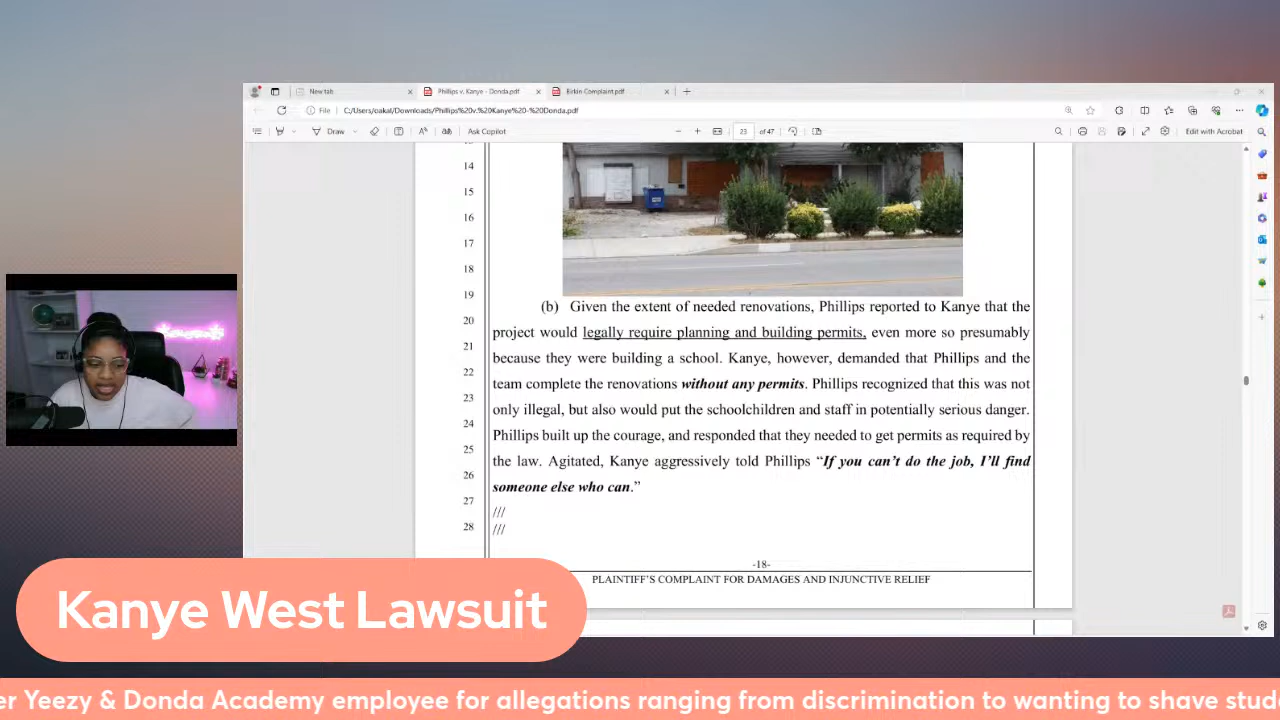 New tab
Phillips v. Kanye - Donda.pdf
Birkin Complaint.pdf
File
C:/Users/oakal/Downloads/Phillips%20v.%20Kanye%20-%20Donda.pdf
Draw
Ask Copilot
23
of 47
Edit with Acrobat
14
15
16
17
18
19
20
21
22
23
24
25
26
27
28
(b) Given the extent of needed renovations, Phillips reported to Kanye that the
project would legally require planning and building permits, even more so presumably
because they were building a school. Kanye, however, demanded that Phillips and the
team complete the renovations without any permits. Phillips recognized that this was not
only illegal, but also would put the schoolchildren and staff in potentially serious danger.
Phillips built up the courage, and responded that they needed to get permits as required by
the law. Agitated, Kanye aggressively told Phillips “If you can’t do the job, I’ll find
someone else who can.”
///
///
-18-
PLAINTIFF'S COMPLAINT FOR DAMAGES AND INJUNCTIVE RELIEF
Kanye West Lawsuit
er Yeezy & Donda Academy employee for allegations ranging from discrimination to wanting to shave stud